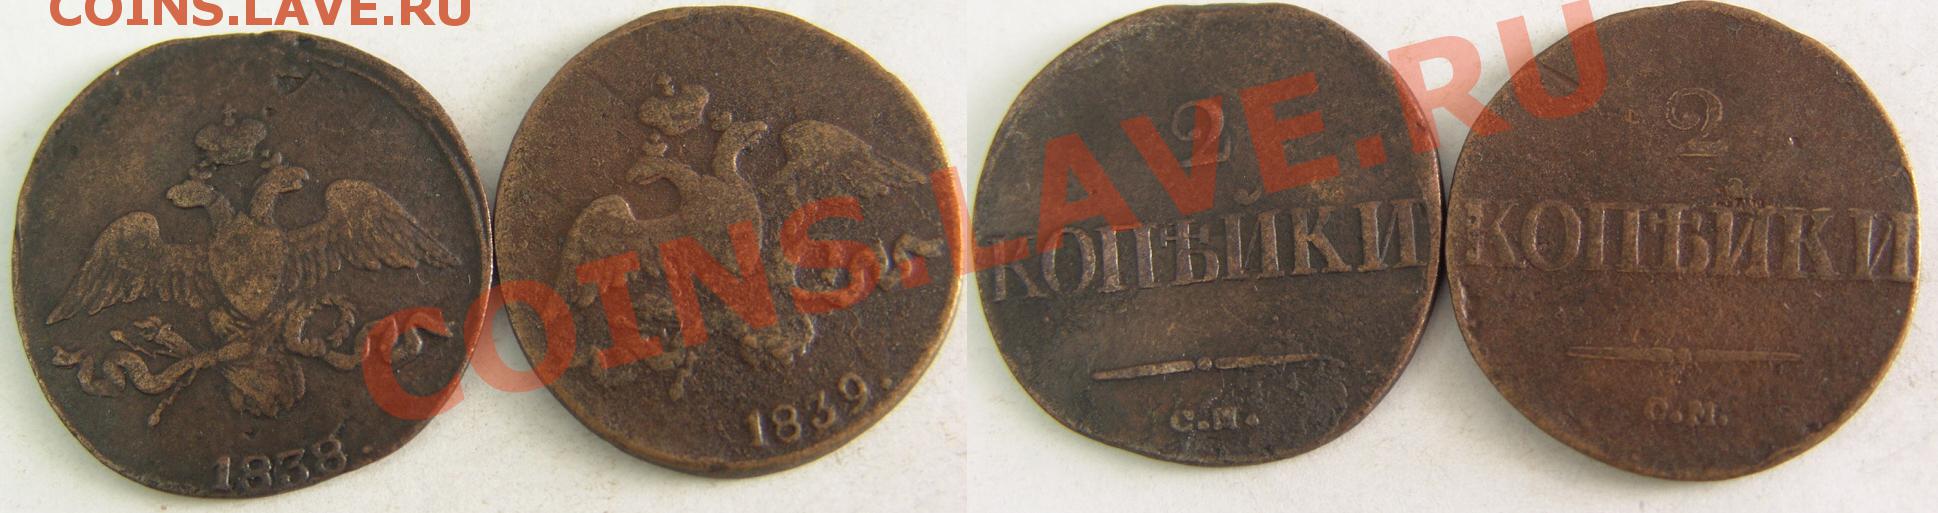 COINS.LAVE.RU
COINS.LAVE.RU
1838.
1839.
2
КОПѢЙКИ
С.М.
2
КОПѢЙКИ
С.М.